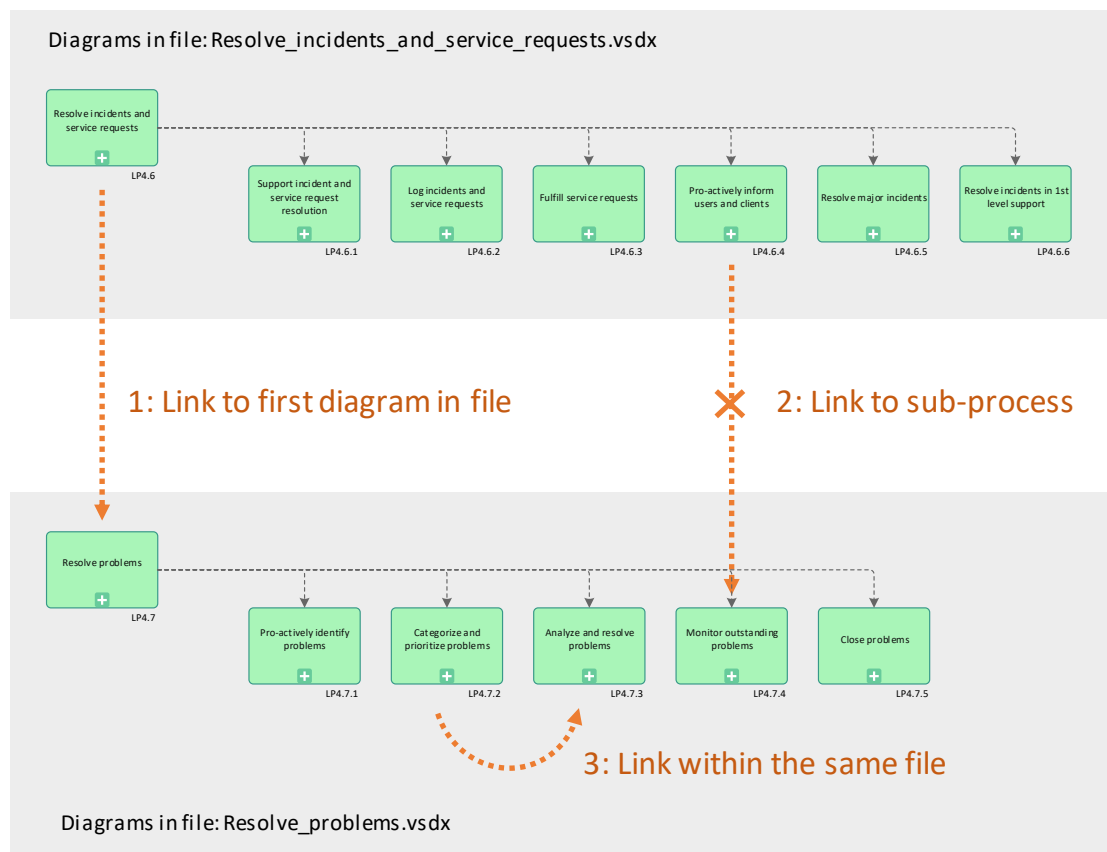 Diagrams in file: Resolve_incidents_and_service_requests.vsdx
Resolve incidents and
service requests
LP4.6
Support incident and
service request
resolution
LP4.6.1
Log incidents and
service requests
LP4.6.2
Fulfill service requests
LP4.6.3
Pro-actively inform
users and clients
LP4.6.4
Resolve major incidents
LP4.6.5
Resolve incidents in 1st
level support
LP4.6.6
1: Link to first diagram in file
2: Link to sub-process
Resolve problems
LP4.7
Pro-actively identify
problems
LP4.7.1
Categorize and
prioritize problems
LP4.7.2
Analyze and resolve
problems
LP4.7.3
Monitor outstanding
problems
LP4.7.4
Close problems
LP4.7.5
3: Link within the same file
Diagrams in file: Resolve_problems.vsdx